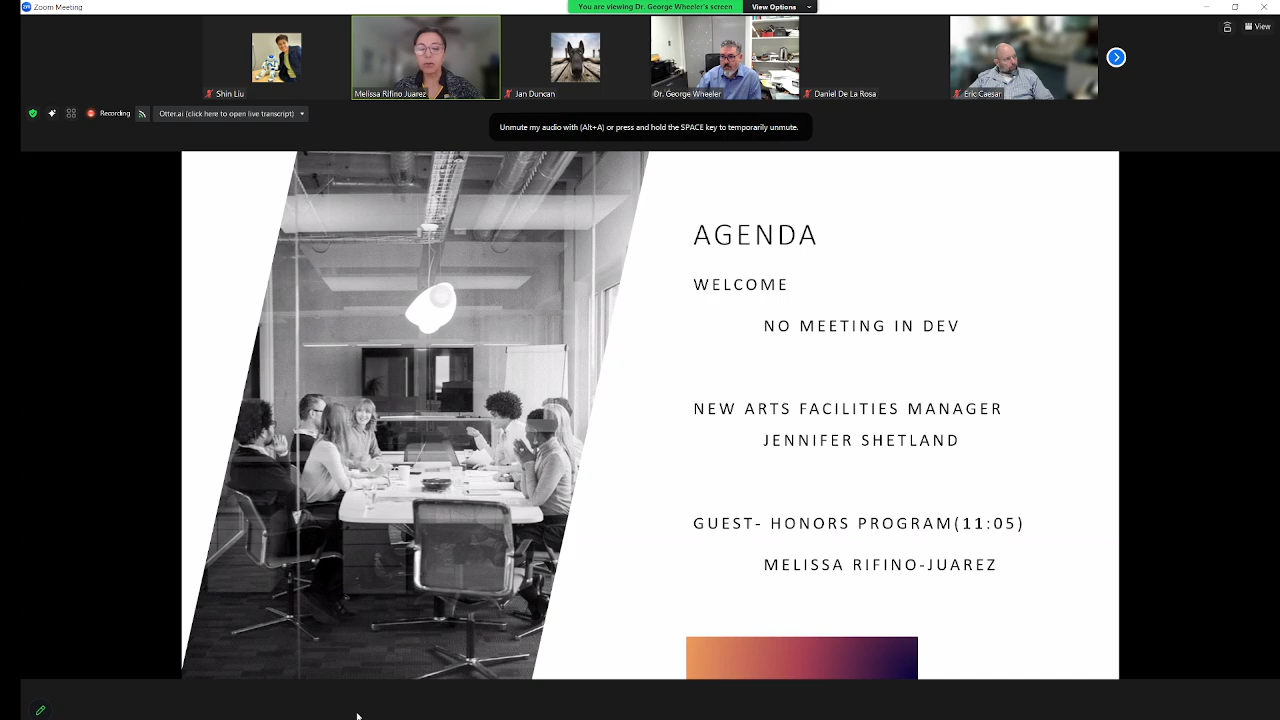 Zoom Meeting
You are viewing Dr. George Wheeler's screen
View Options
View
Shin Liu
Melissa Rifino Juarez
Jan Duncan
Dr. George Wheeler
Daniel De La Rosa
Eric Caesar
Recording
Otter.ai (click here to open live transcript)
Unmute my audio with (Alt+A) or press and hold the SPACE key to temporarily unmute.
AGENDA
WELCOME
NO MEETING IN DEV
NEW ARTS FACILITIES MANAGER
JENNIFER SHETLAND
GUEST- HONORS PROGRAM(11:05)
MELISSA RIFINO-JUAREZ